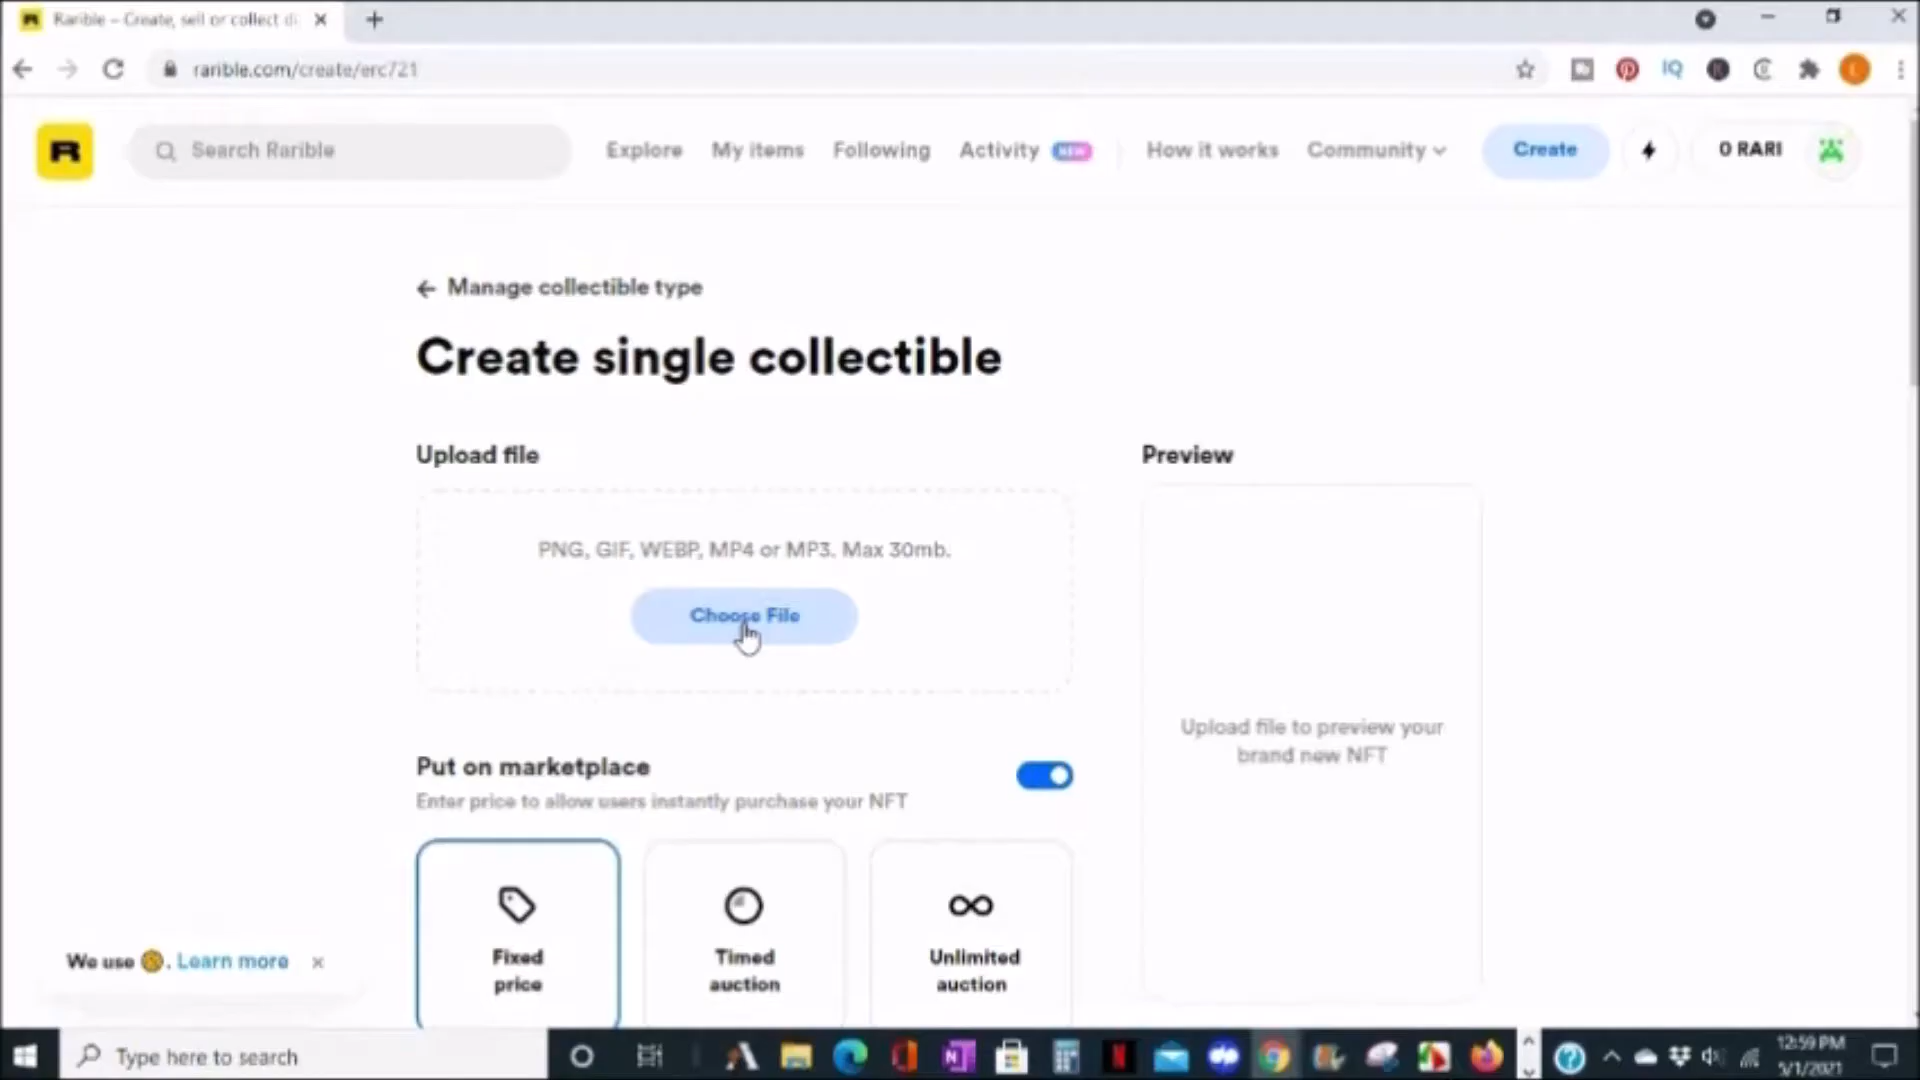 Rarible – Create, sell or collect di
rarible.com/create/erc721
IQ
R
Search Rarible
Explore
My items
Following
Activity
NEW
How it works
Community
Create
0 RARI
Manage collectible type
Create single collectible
Upload file
Preview
PNG, GIF, WEBP, MP4 or MP3. Max 30mb.
Choose File
Upload file to preview your
brand new NFT
Put on marketplace
Enter price to allow users instantly purchase your NFT
Fixed
price
Timed
auction
Unlimited
auction
We use 🍪. Learn more
Type here to search
12:59 PM
5/1/2021